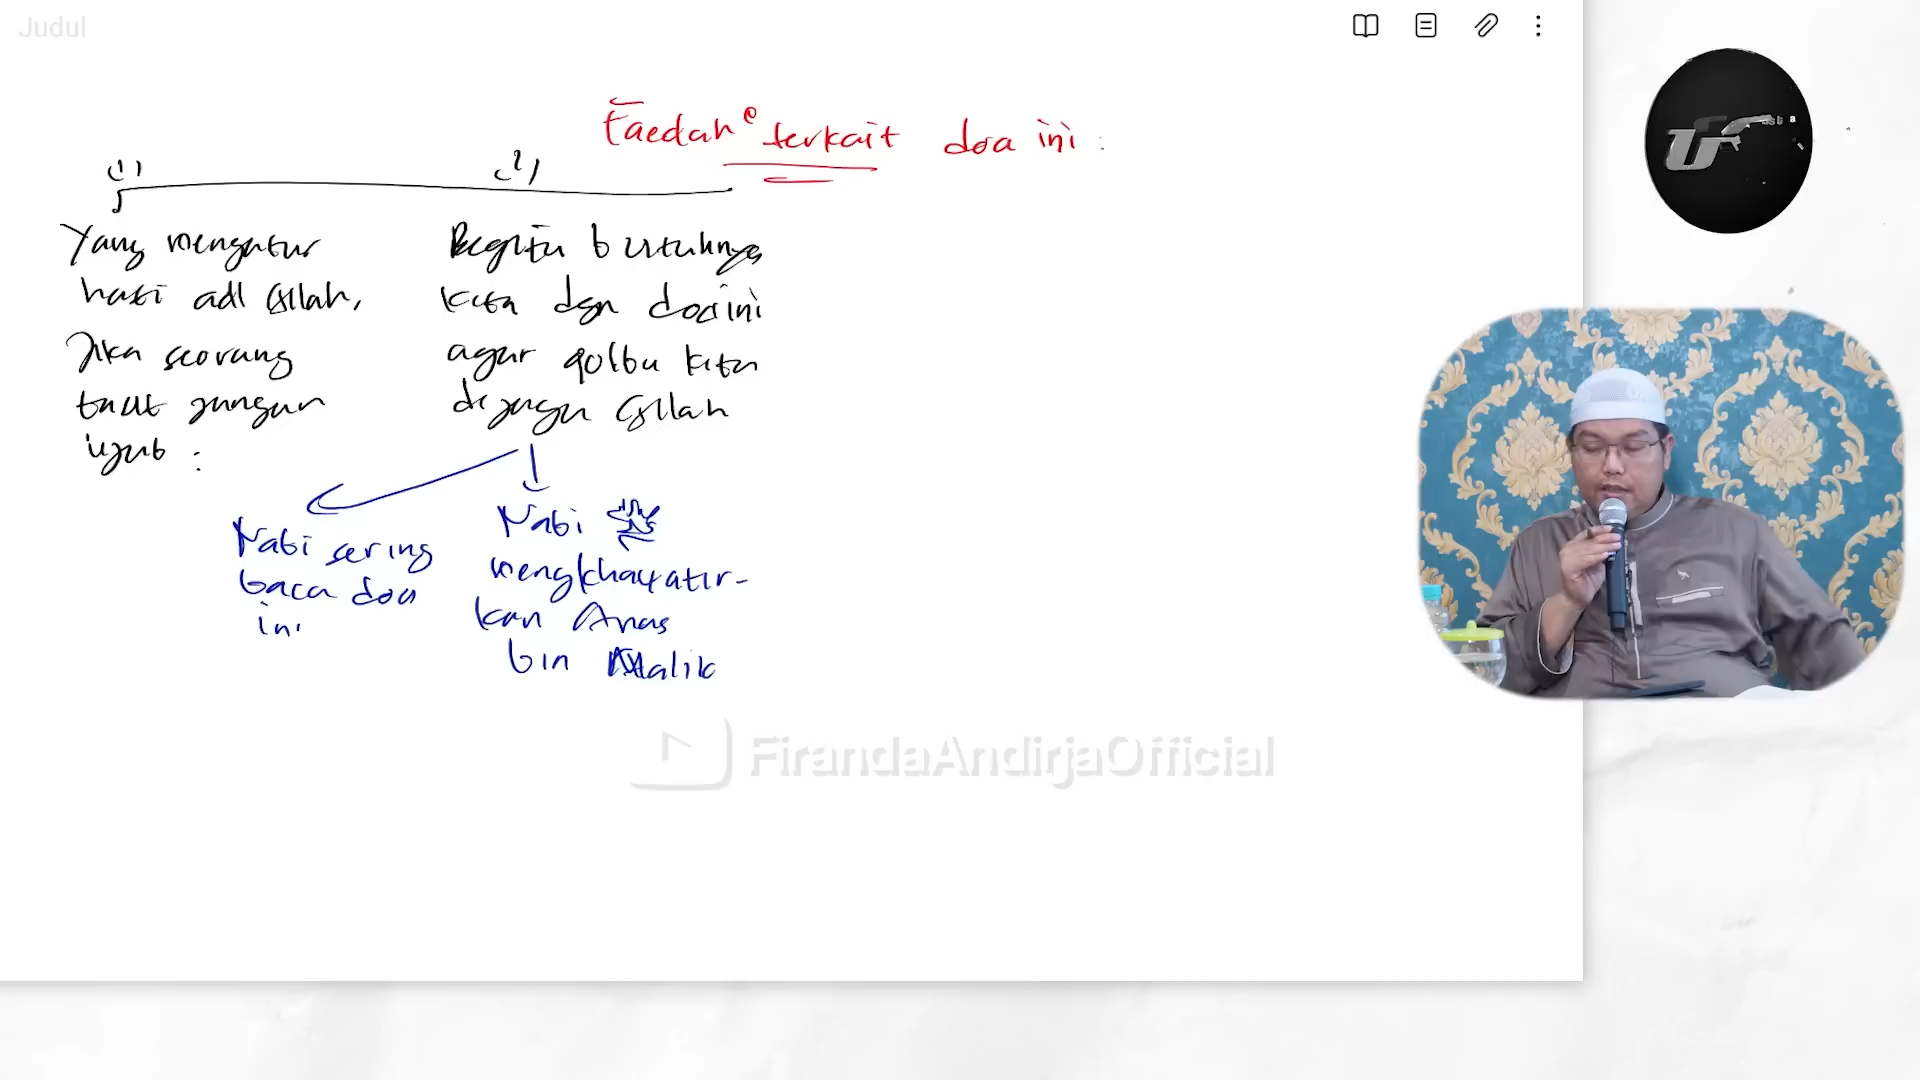 Judul
Faedah² terkait doa ini :
(1)
Yang mengatur
hati adl Allah,
Jika seorang
taat jangan
ujub :
(2)
Begitu butuhnya
kita dgn doa ini
agar qolbu kita
dijaga Allah
Nabi sering
baca doa
ini
Nabi ﷺ
mengkhawatir-
kan Anas
bin Malik
FirandaAndirjaOfficial
UF